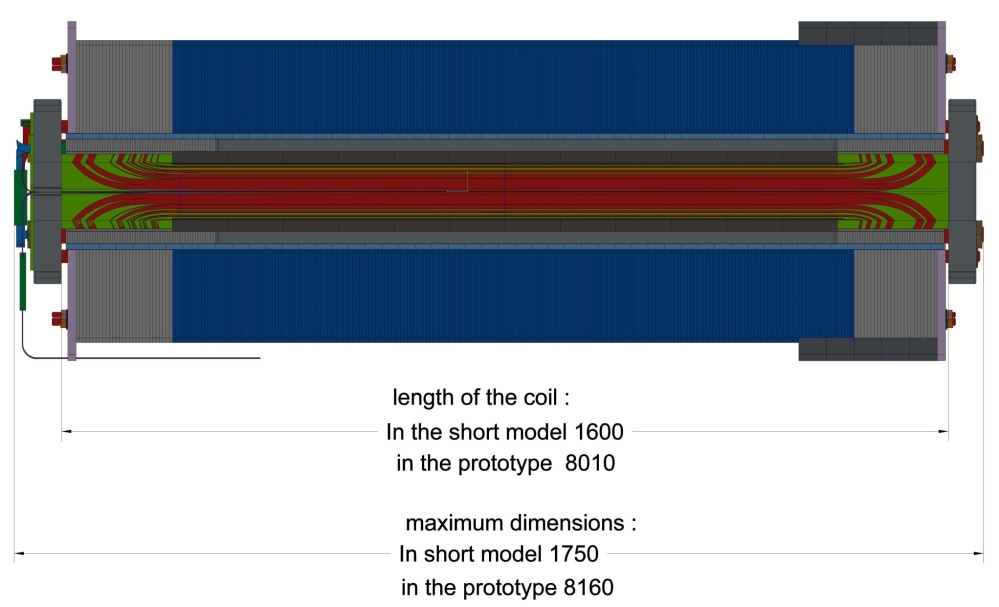 length of the coil :
In the short model 1600
in the prototype 8010
maximum dimensions :
In short model 1750
in the prototype 8160